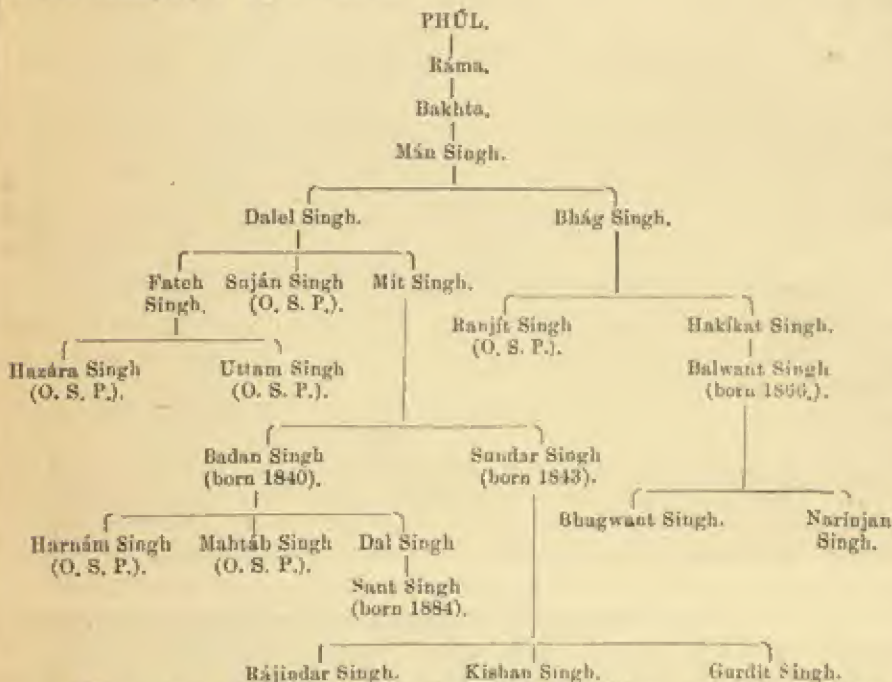 PHÚL.
Ráma.
Bakhta.
Mán Singh.
Dalel Singh. Bhág Singh.
Fateh Suján Singh Mit Singh.
Singh. (O. S. P.).
Ranjít Singh Hakíkat Singh.
(O. S. P.).
Hazára Singh Uttam Singh Balwant Singh
(O. S. P.). (O. S. P.). (born 1866.).
Badan Singh Sundar Singh
(born 1840). (born 1843).
Bhagwant Singh. Narinjan
Singh.
Harnám Singh Mahtáb Singh Dal Singh
(O. S. P.). (O. S. P.).
Sant Singh
(born 1884).
Rájindar Singh. Kishan Singh. Gurdit Singh.